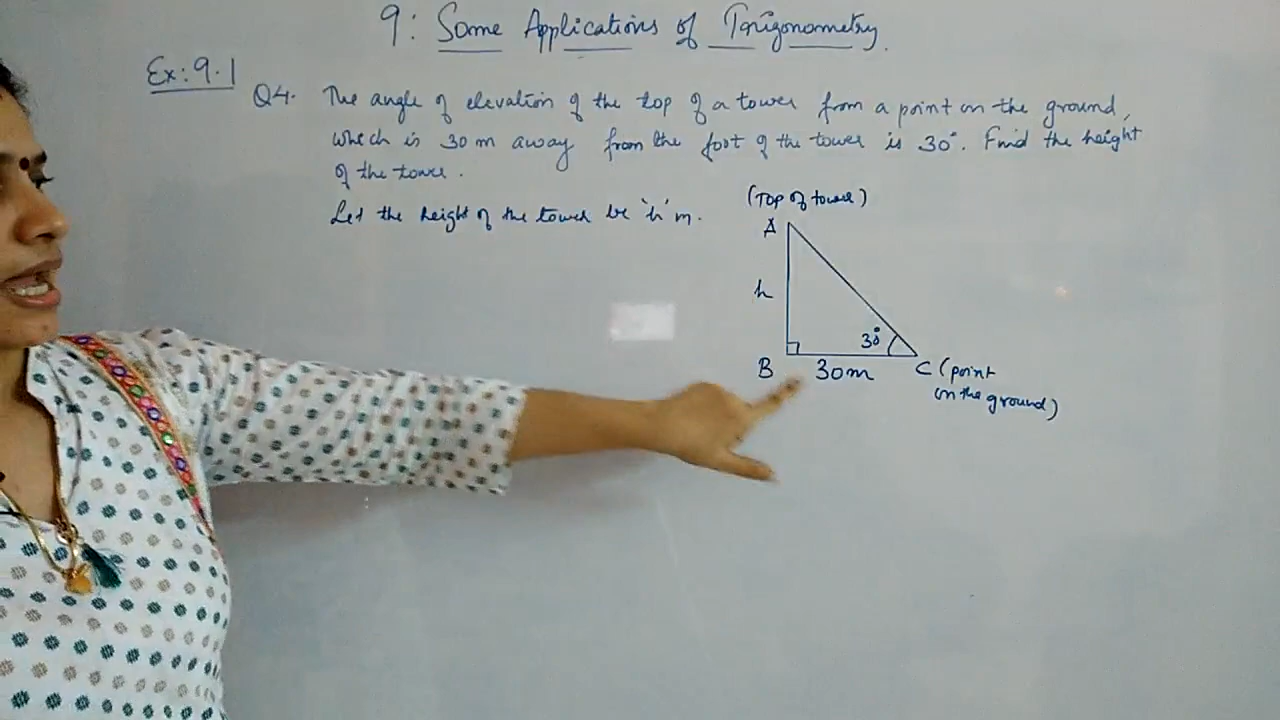 9: Some Applications of Trigonometry.
Ex: 9.1
Q4. The angle of elevation of the top of a tower from a point on the ground,
which is 30 m away from the foot of the tower is 30°. Find the height
of the tower.
Let the height of the tower be 'h' m.
(Top of tower)
A
h
30°
B 30m C (point
on the ground)